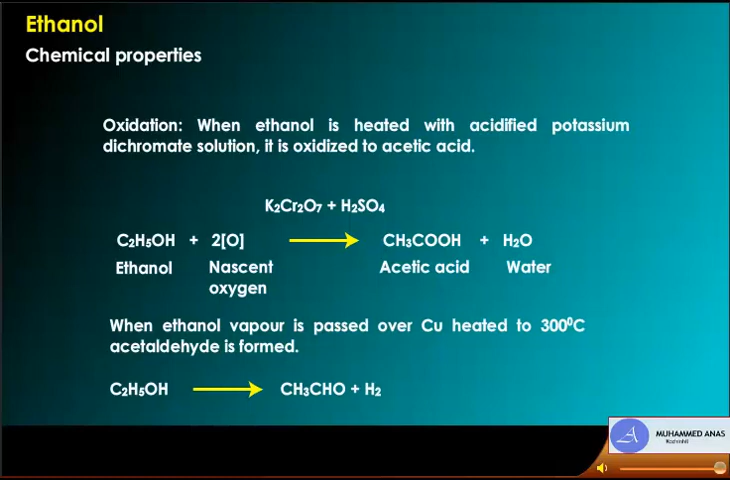 Ethanol
Chemical properties
Oxidation: When ethanol is heated with acidified potassium
dichromate solution, it is oxidized to acetic acid.
K₂Cr₂O₇ + H₂SO₄
C₂H₅OH + 2[O] CH₃COOH + H₂O
Ethanol Nascent Acetic acid Water
oxygen
When ethanol vapour is passed over Cu heated to 300⁰C
acetaldehyde is formed.
C₂H₅OH CH₃CHO + H₂
MUHAMMED ANAS